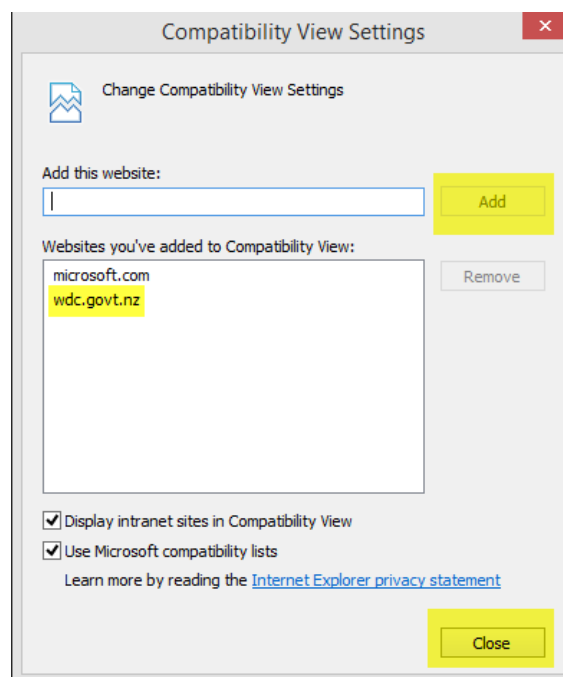 Compatibility View Settings
Change Compatibility View Settings
Add this website:
Add
Websites you've added to Compatibility View:
microsoft.com
Remove
wdc.govt.nz
Display intranet sites in Compatibility View
Use Microsoft compatibility lists
Learn more by reading the Internet Explorer privacy statement
Close